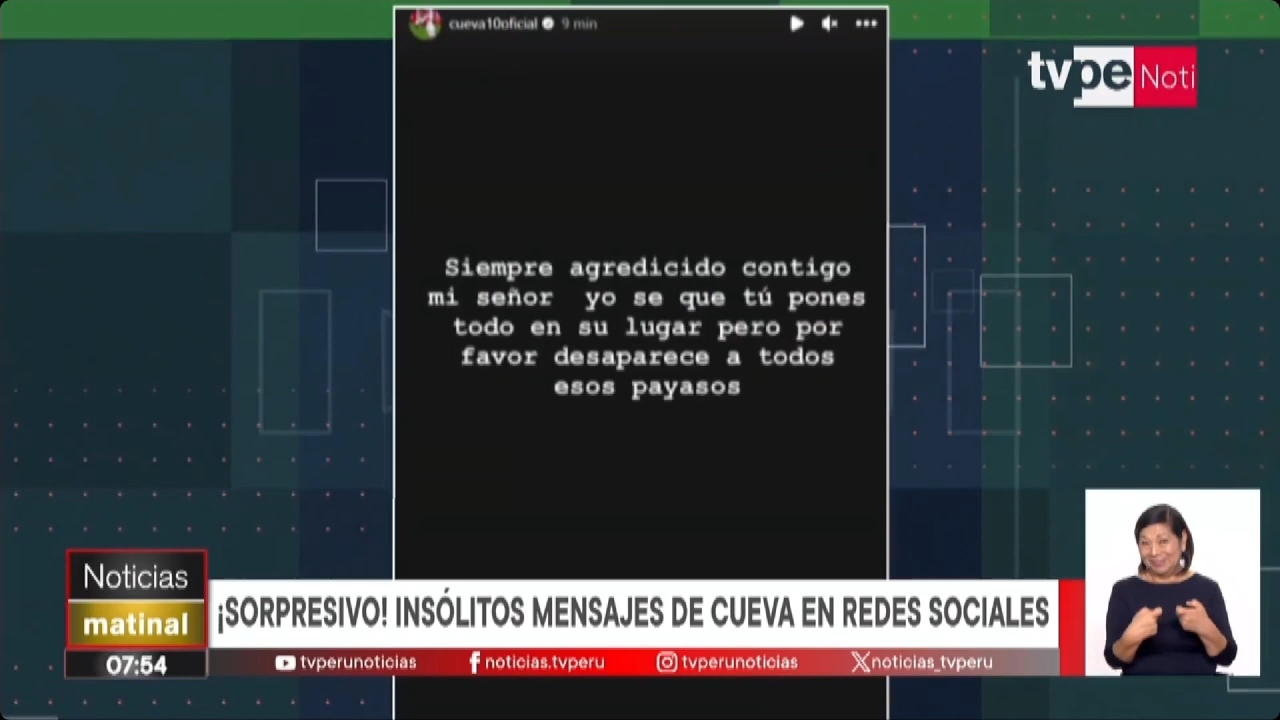 cueva10oficial 9 min
tvpe Noti
Siempre agredicido contigo
mi señor yo se que tú pones
todo en su lugar pero por
favor desaparece a todos
esos payasos
Noticias
matinal
07:54
¡SORPRESIVO! INSÓLITOS MENSAJES DE CUEVA EN REDES SOCIALES
tvperunoticias noticias.tvperu tvperunoticias noticias_tvperu